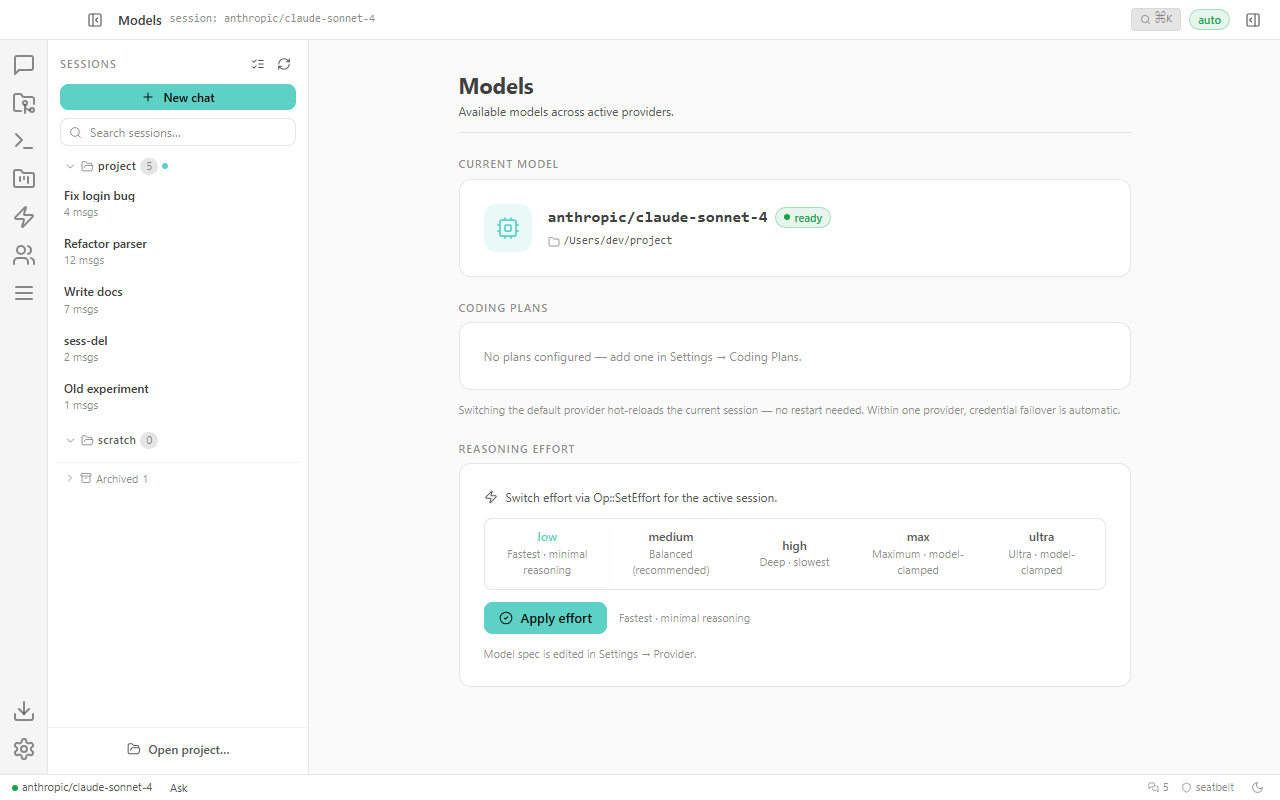 Models session: anthropic/claude-sonnet-4
⌘K
auto
SESSIONS
New chat
Search sessions...
project 5
Fix login bug
4 msgs
Refactor parser
12 msgs
Write docs
7 msgs
sess-del
2 msgs
Old experiment
1 msgs
scratch 0
Archived 1
Open project...
Models
Available models across active providers.
CURRENT MODEL
anthropic/claude-sonnet-4 ready
/Users/dev/project
CODING PLANS
No plans configured — add one in Settings → Coding Plans.
Switching the default provider hot-reloads the current session — no restart needed. Within one provider, credential failover is automatic.
REASONING EFFORT
Switch effort via Op::SetEffort for the active session.
low
Fastest · minimal
reasoning
medium
Balanced
(recommended)
high
Deep · slowest
max
Maximum · model-
clamped
ultra
Ultra · model-
clamped
Apply effort
Fastest · minimal reasoning
Model spec is edited in Settings → Provider.
anthropic/claude-sonnet-4 Ask
5 seatbelt